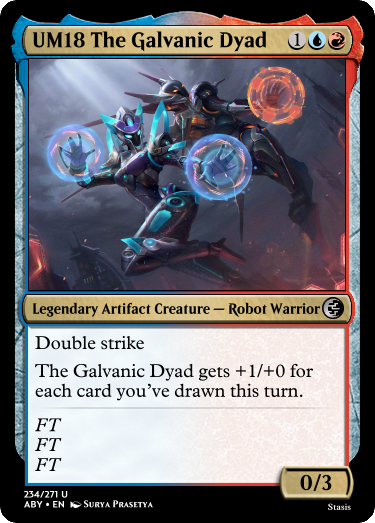 UM18 The Galvanic Dyad 1
Legendary Artifact Creature — Robot Warrior
Double strike
The Galvanic Dyad gets +1/+0 for
each card you've drawn this turn.
FT
FT
FT
0/3
234/271 U
ABY • EN Surya Prasetya
Stasis